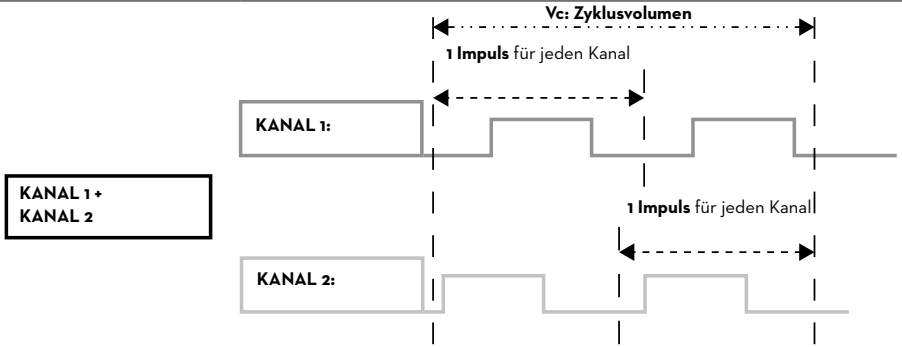 Vc: Zyklusvolumen
1 Impuls für jeden Kanal
KANAL 1:
KANAL 1 +
KANAL 2
1 Impuls für jeden Kanal
KANAL 2: